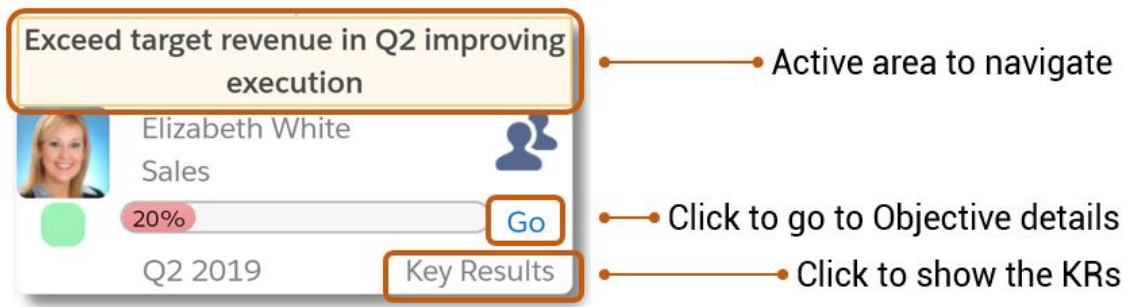 Exceed target revenue in Q2 improving
execution
Active area to navigate
Elizabeth White
Sales
20%
Go
Click to go to Objective details
Q2 2019
Key Results
Click to show the KRs